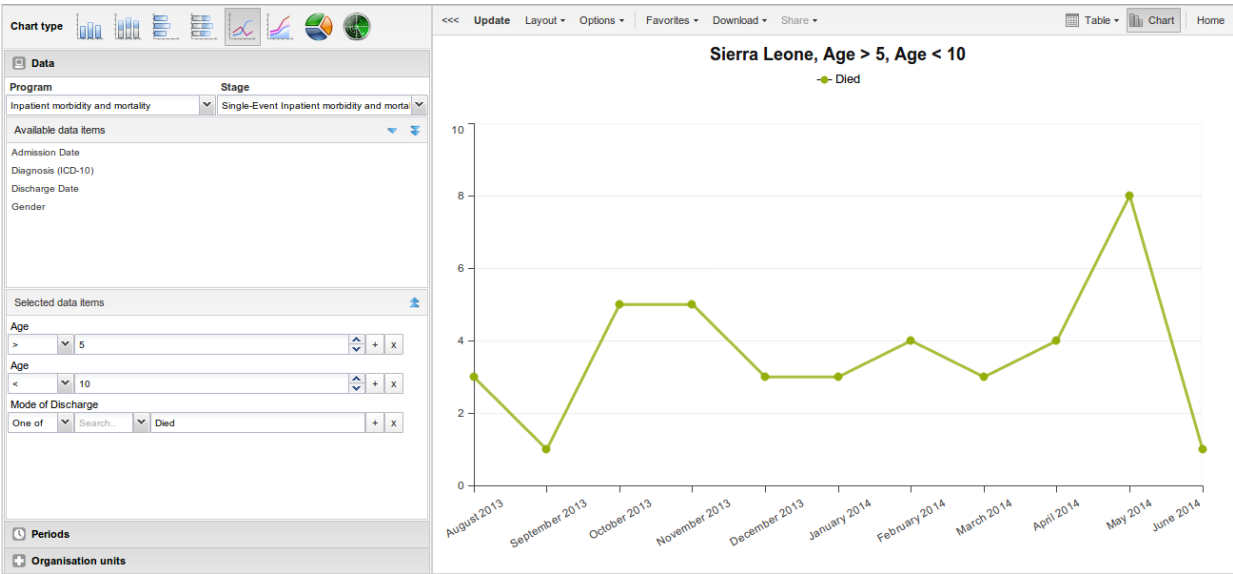 Chart type
Data
Program Stage
Inpatient morbidity and mortality Single-Event Inpatient morbidity and mortal
Available data items
Admission Date
Diagnosis (ICD-10)
Discharge Date
Gender
Selected data items
Age
> 5 + x
Age
< 10 + x
Mode of Discharge
One of Search.. Died + x
Periods
Organisation units
<<< Update Layout Options Favorites Download Share Table Chart Home
Sierra Leone, Age > 5, Age < 10
Died
10
8
6
4
2
0
August 2013 September 2013 October 2013 November 2013 December 2013 January 2014 February 2014 March 2014 April 2014 May 2014 June 2014